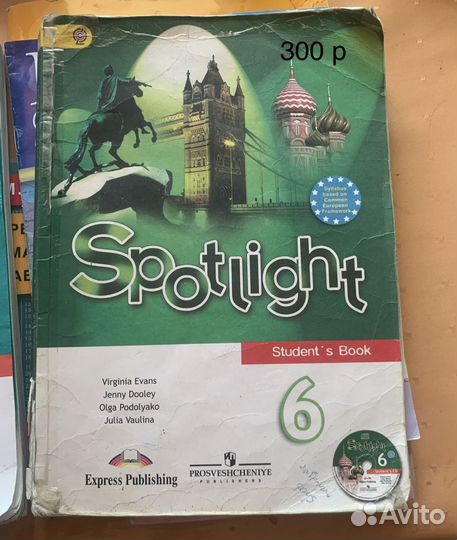 300 р
Syllabus
based on
Common
European
Framework
Spotlight
Student's Book
Virginia Evans
Jenny Dooley
Olga Podolyako
Julia Vaulina
6
Express Publishing
PROSVESHCHENIYE
PUBLISHERS
Spotlight
6
Avito